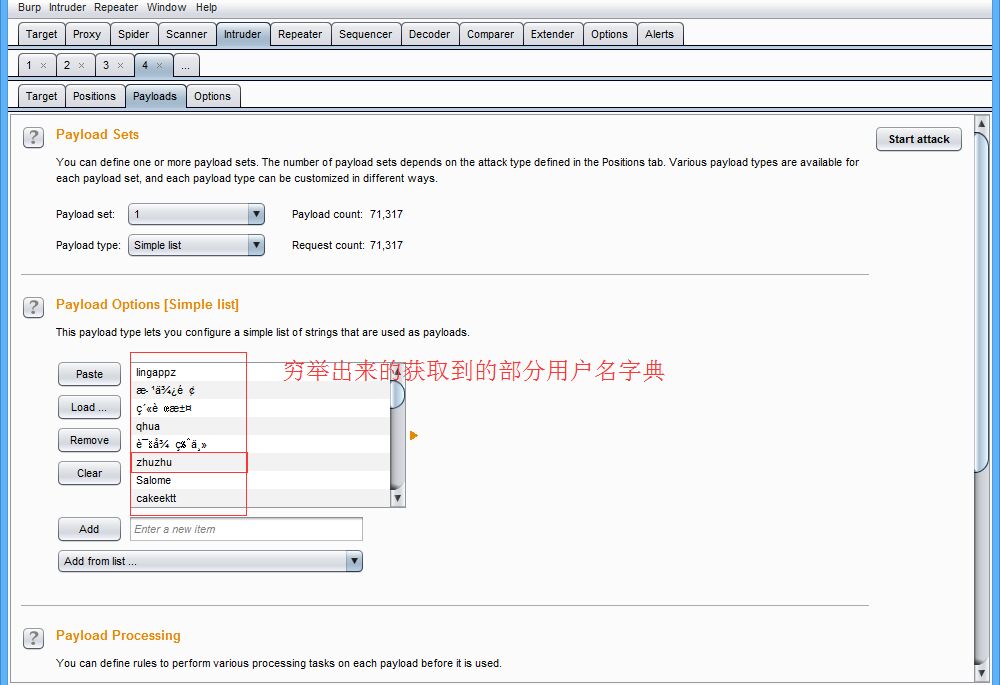 Burp Intruder Repeater Window Help
Target Proxy Spider Scanner Intruder Repeater Sequencer Decoder Comparer Extender Options Alerts
1 × 2 × 3 × 4 × ...
Target Positions Payloads Options
? Payload Sets
Start attack
You can define one or more payload sets. The number of payload sets depends on the attack type defined in the Positions tab. Various payload types are available for
each payload set, and each payload type can be customized in different ways.
Payload set: 1 Payload count: 71,317
Payload type: Simple list Request count: 71,317
? Payload Options [Simple list]
This payload type lets you configure a simple list of strings that are used as payloads.
穷举出来的获取到的部分用户名字典
Paste
Load ...
Remove
Clear
lingappz
qhua
zhuzhu
Salome
cakeektt
Add Enter a new item
Add from list ...
? Payload Processing
You can define rules to perform various processing tasks on each payload before it is used.